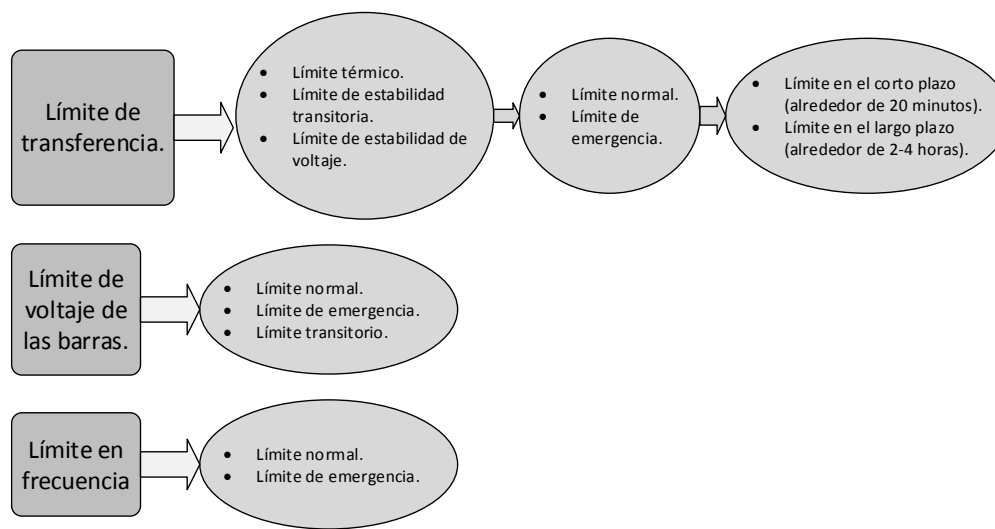 Límite de
transferencia.
• Límite térmico.
• Límite de estabilidad
transitoria.
• Límite de estabilidad de
voltaje.
• Límite normal.
• Límite de
emergencia.
• Límite en el corto plazo
(alrededor de 20 minutos).
• Límite en el largo plazo
(alrededor de 2-4 horas).
Límite de
voltaje de
las barras.
• Límite normal.
• Límite de emergencia.
• Límite transitorio.
Límite en
frecuencia
• Límite normal.
• Límite de emergencia.